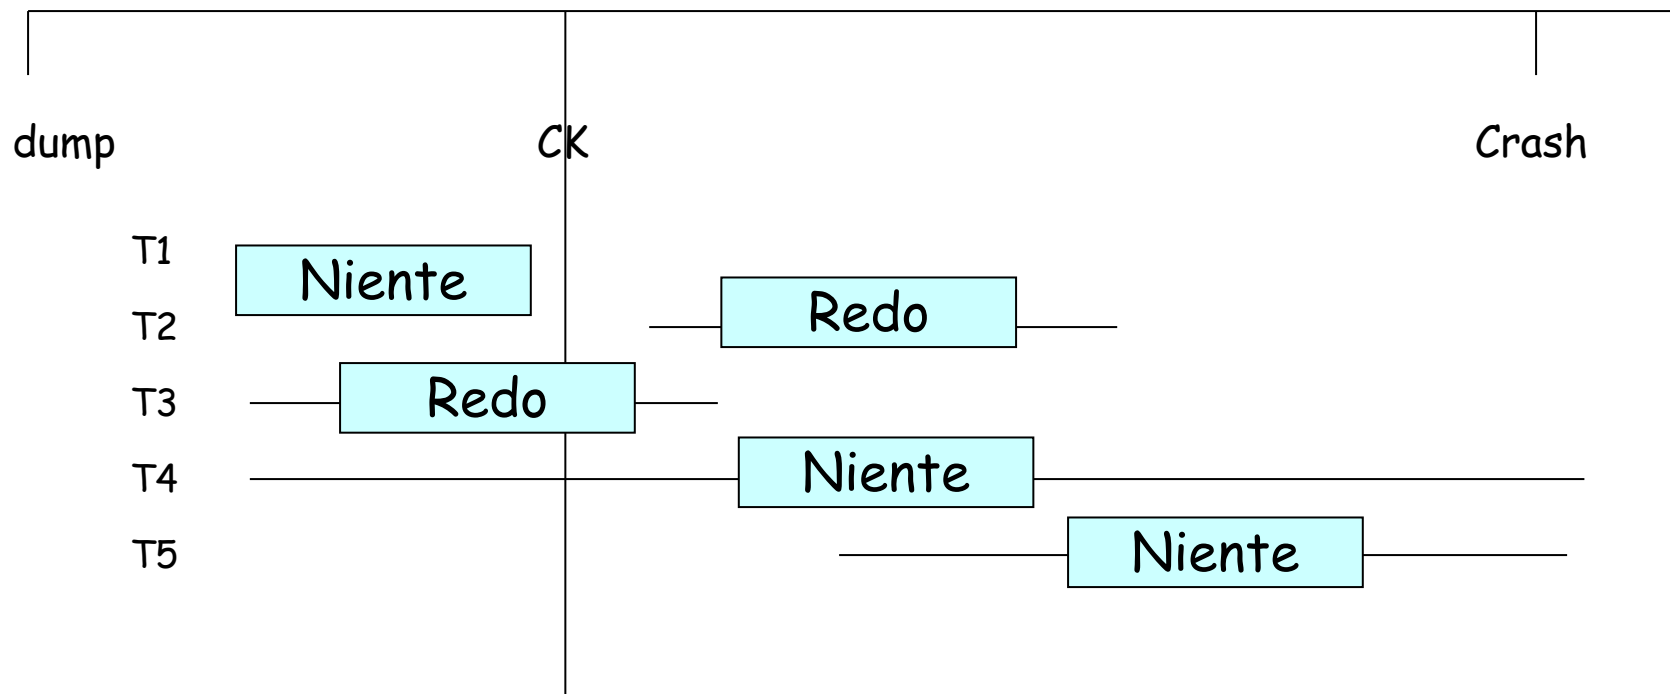 dump CK Crash
T1
Niente
T2
Redo
T3
Redo
T4
Niente
T5
Niente